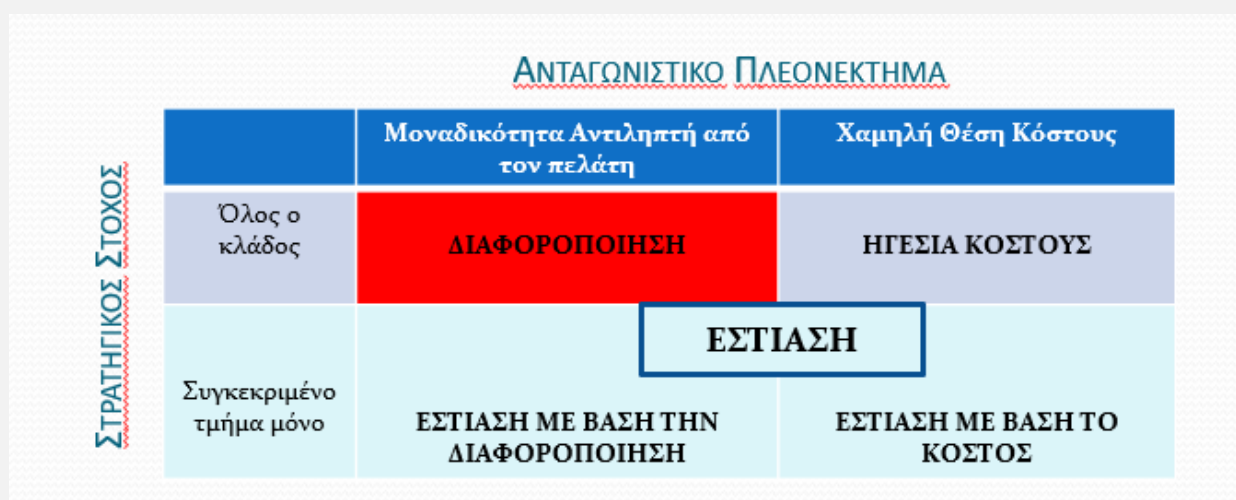 ΑΝΤΑΓΩΝΙΣΤΙΚΟ ΠΛΕΟΝΕΚΤΗΜΑ
ΣΤΡΑΤΗΓΙΚΟΣ ΣΤΟΧΟΣ
Μοναδικότητα Αντιληπτή από
τον πελάτη
Χαμηλή Θέση Κόστους
Όλος ο
κλάδος
ΔΙΑΦΟΡΟΠΟΙΗΣΗ
ΗΓΕΣΙΑ ΚΟΣΤΟΥΣ
ΕΣΤΙΑΣΗ
Συγκεκριμένο
τμήμα μόνο
ΕΣΤΙΑΣΗ ΜΕ ΒΑΣΗ ΤΗΝ
ΔΙΑΦΟΡΟΠΟΙΗΣΗ
ΕΣΤΙΑΣΗ ΜΕ ΒΑΣΗ ΤΟ
ΚΟΣΤΟΣ